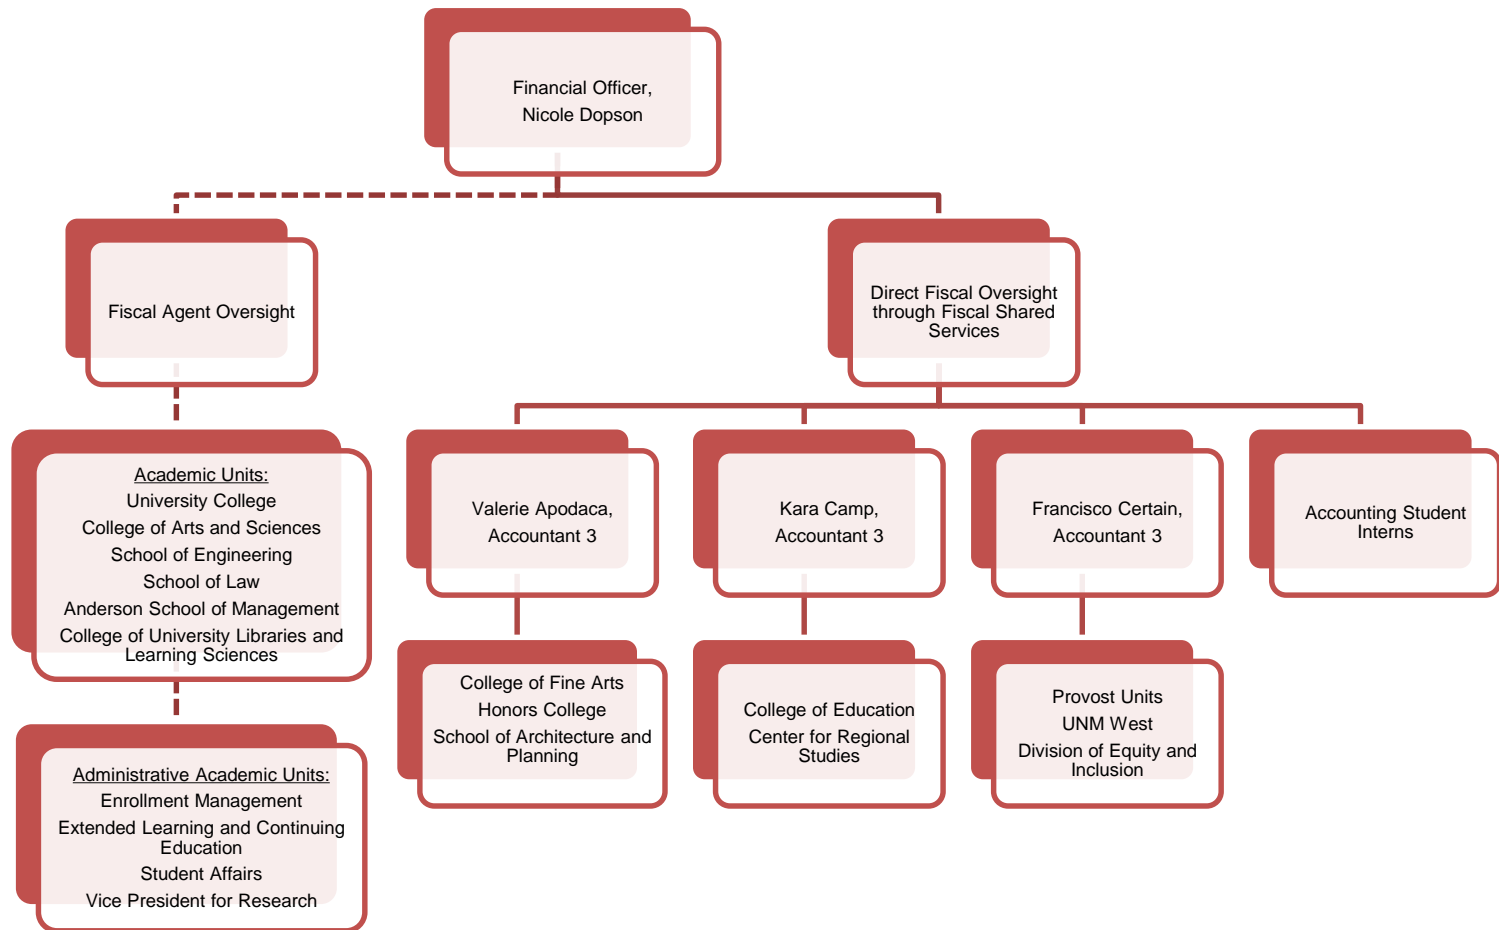 Financial Officer,
Nicole Dopson
Fiscal Agent Oversight
Direct Fiscal Oversight
through Fiscal Shared
Services
Academic Units:
University College
College of Arts and Sciences
School of Engineering
School of Law
Anderson School of Management
College of University Libraries and
Learning Sciences
Valerie Apodaca,
Accountant 3
Kara Camp,
Accountant 3
Francisco Certain,
Accountant 3
Accounting Student
Interns
College of Fine Arts
Honors College
School of Architecture and
Planning
College of Education
Center for Regional
Studies
Provost Units
UNM West
Division of Equity and
Inclusion
Administrative Academic Units:
Enrollment Management
Extended Learning and Continuing
Education
Student Affairs
Vice President for Research